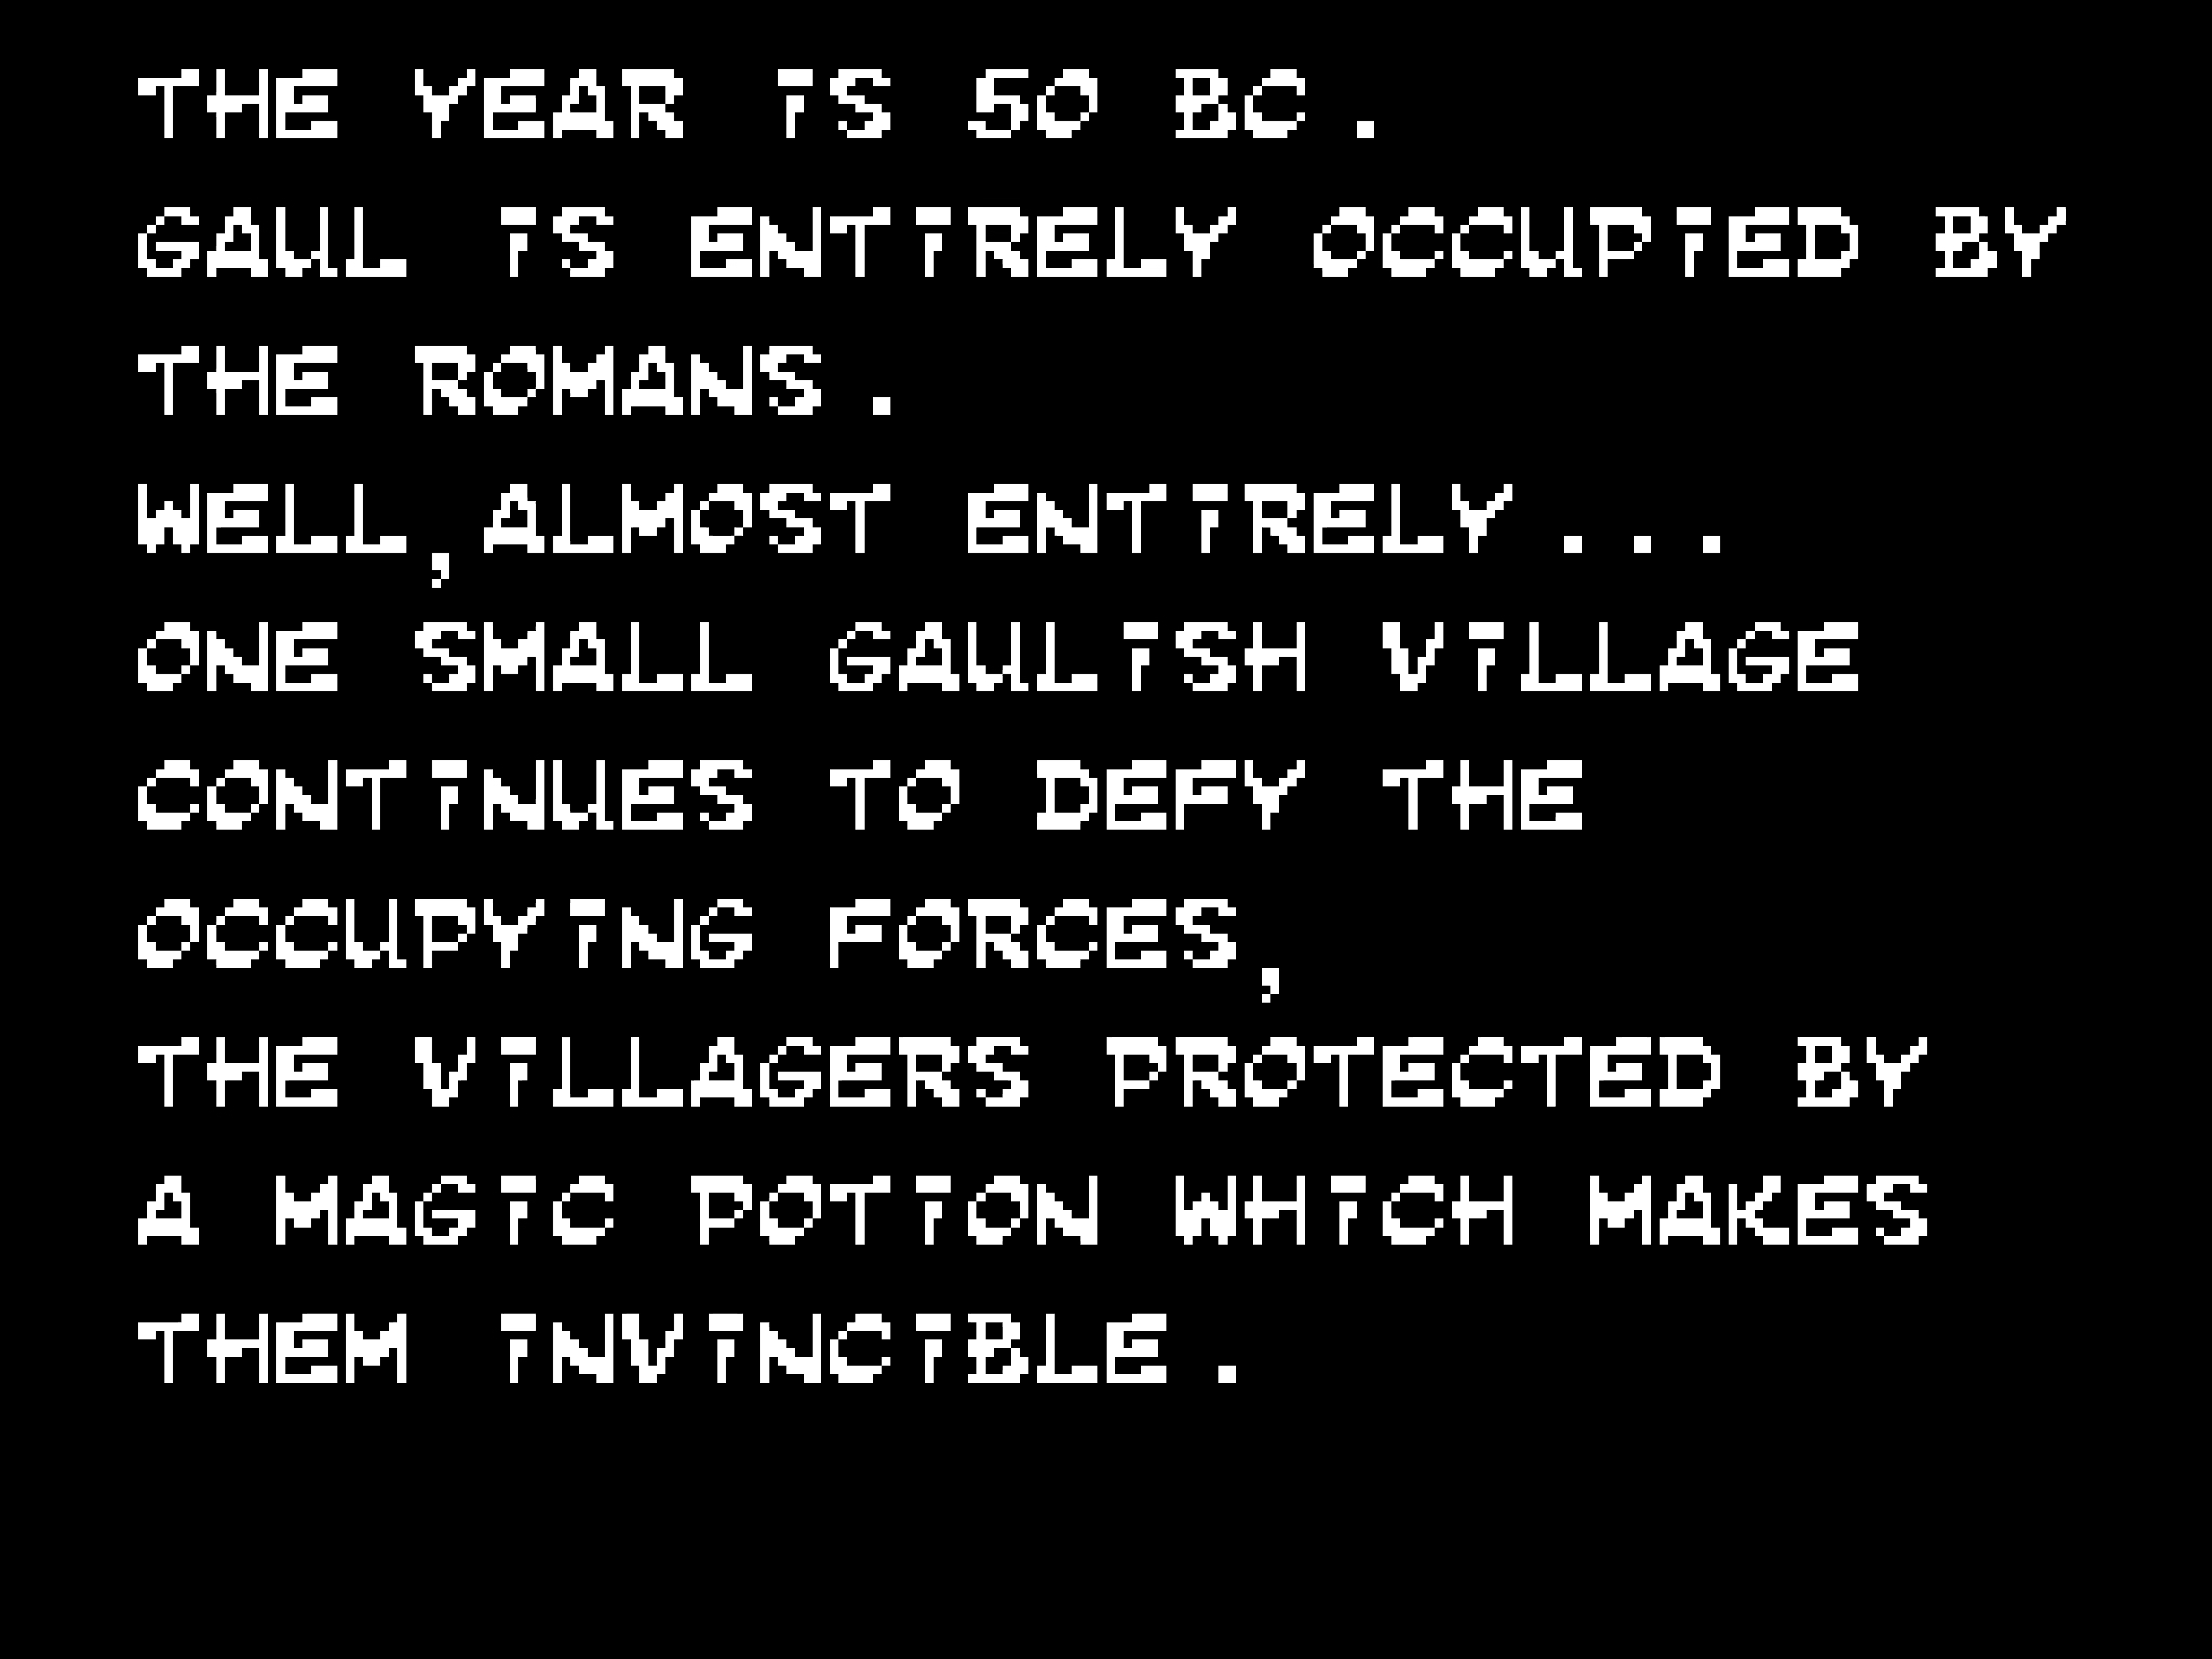 THE YEAR iS 50 BC.
GAUL iS ENTiRELY OCCUPiED BY
THE ROMANS.
WELL,ALMOST ENTiRELY...
ONE SMALL GAULiSH ViLLAGE
CONTiNUES TO DEFY THE
OCCUPYiNG FORCES,
THE ViLLAGERS PROTECTED BY
A MAGiC POTiON WHiCH MAKES
THEM iNViNCiBLE.